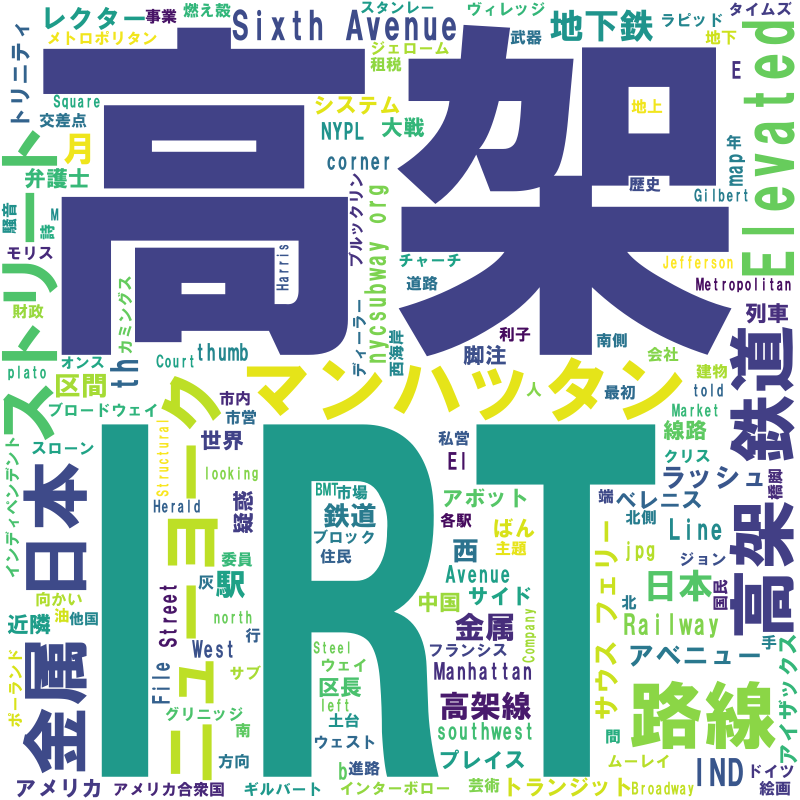 レクター
事業
燃え殻
スタンレー
ヴィレッジ
タイムズ
メトロポリタン
Sixth Avenue
ジェローム
武器
地下鉄
ラピッド
地下
トリニティ
Square
租税
E
交差点
システム
地上
Elevated
月
NYPL
大戦
高架
弁護士
corner
歴史
map
年
Gilbert
騒音
詩
M
ストリート
モリス
Harris
ブルックリン
nycsubway org
チャーチ
道路
Jefferson
Metropolitan
財政
カミングス
ディーラー
西海岸
利子
南側
列車
オンス
Court
thumb
脚注
会社
鉄道
plato
区間
th
マンハッタン
人
最初
建物
told
ブロードウェイ
市内
市営
Market
インディペンデント
スローン
Structural
ニューヨーク
世界
IRT
私営
線路
クリス
日本
looking
El
ラッシュ
橋脚
Herald
疑惑
BMT
市場
アボット
端
ベレニス
鉄道
各駅
ばん
北側
Line
高架
ブロック
主題
サウス フェリー
委員
住民
西
jpg
ジョン
金属
灰
駅
Avenue
日本
国民
向かい
油
他国
中国
サイド
北
手
近隣
File
Street
north
行
金属
Railway
West
Steel
フランシス
Company
アベニュー
アイザックス
ポーランド
サブ
ウェイ
Manhattan
区長
グリニッジ
left
高架線
路線
南
土台
southwest
問
ウェスト
方向
b
進路
プレイス
ムーレイ
IND
ドイツ
アメリカ
アメリカ合衆国
ギルバート
インターボロー
芸術
トランジット
Broadway
絵画